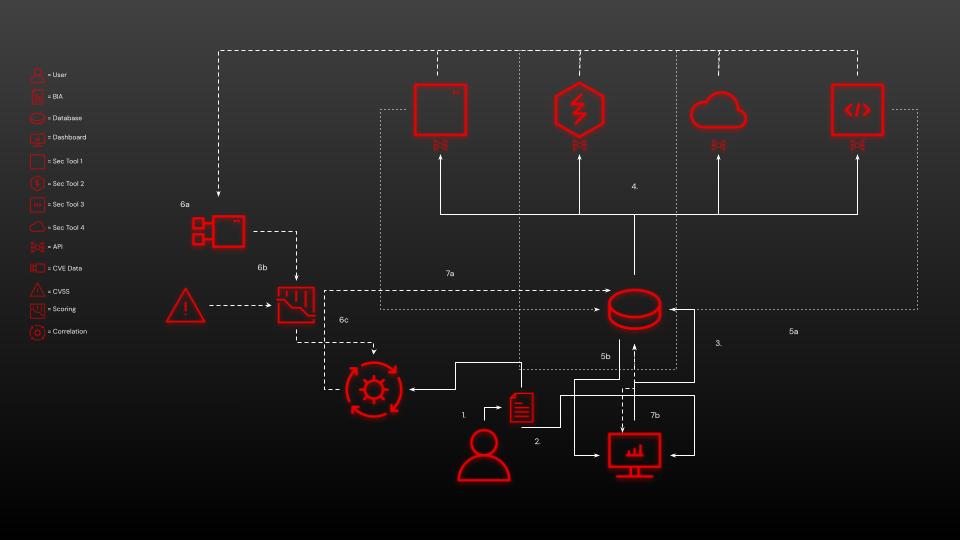 = User
= BIA
= Database
= Dashboard
= Sec Tool 1
= Sec Tool 2
= Sec Tool 3
= Sec Tool 4
= API
= CVE Data
= CVSS
= Scoring
= Correlation
</>
4.
6a
6b
7a
6c
5a
3.
5b
1.
7b
2.